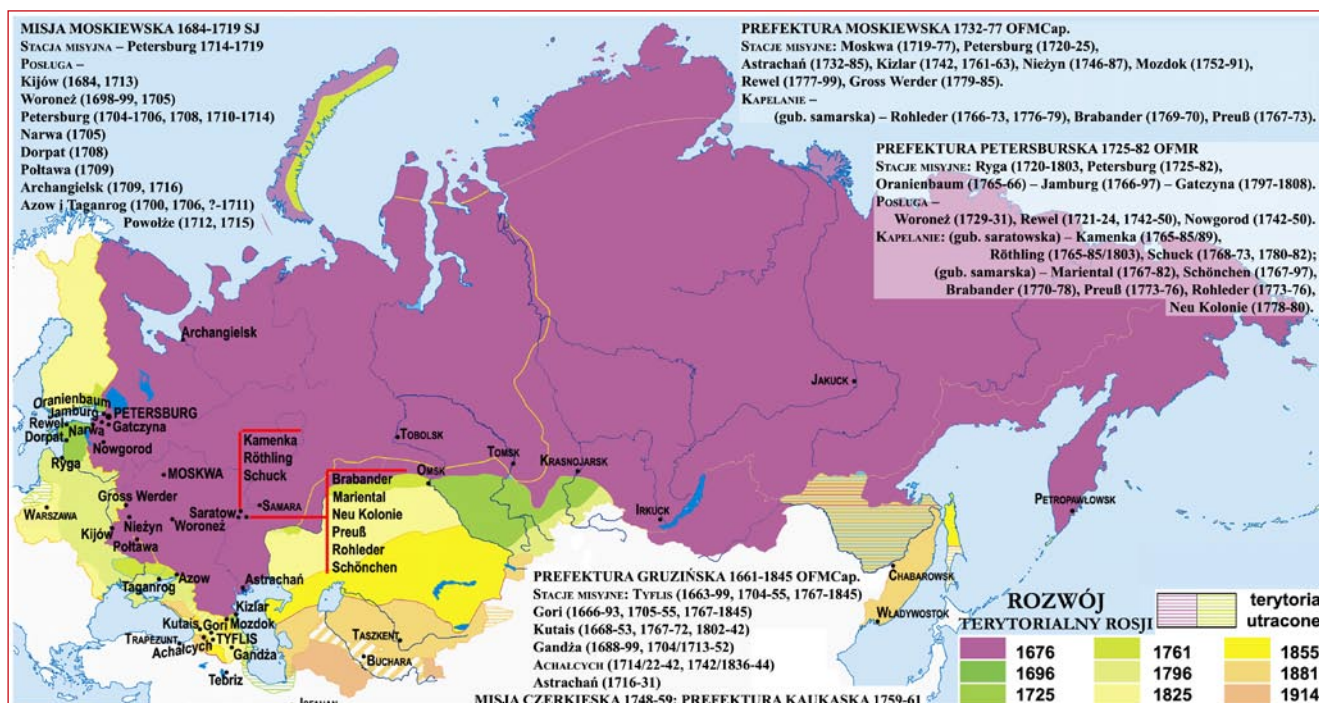 MISJA MOSKIEWSKA 1684-1719 SJ
STACJA MISYJNA – Petersburg 1714-1719
POSŁUGA –
Kijów (1684, 1713)
Woroneż (1698-99, 1705)
Petersburg (1704-1706, 1708, 1710-1714)
Narwa (1705)
Dorpat (1708)
Połtawa (1709)
Archangielsk (1709, 1716)
Azow i Taganrog (1700, 1706, ?-1711)
Powołże (1712, 1715)
PREFEKTURA MOSKIEWSKA 1732-77 OFMCap.
STACJE MISYJNE: Moskwa (1719-77), Petersburg (1720-25),
Astrachań (1732-85), Kizlar (1742, 1761-63), Nieżyn (1746-87), Mozdok (1752-91),
Rewel (1777-99), Gross Werder (1779-85).
KAPELANIE –
(gub. samarska) – Rohleder (1766-73, 1776-79), Brabander (1769-70), Preuß (1767-73).
PREFEKTURA PETERSBURSKA 1725-82 OFMR
STACJE MISYJNE: Ryga (1720-1803, Petersburg (1725-82),
Oranienbaum (1765-66) – Jamburg (1766-97) – Gatczyna (1797-1808).
POSŁUGA –
Woroneż (1729-31), Rewel (1721-24, 1742-50), Nowgorod (1742-50).
KAPELANIE: (gub. saratowska) – Kamenka (1765-85/89),
Röthling (1765-85/1803), Schuck (1768-73, 1780-82);
(gub. samarska) – Mariental (1767-82), Schönchen (1767-97),
Brabander (1770-78), Preuß (1773-76), Rohleder (1773-76),
Neu Kolonie (1778-80).
Archangielsk
JAKUCK
Oranienbaum
Jamburg
PETERSBURG
Rewel
Narwa
Gatczyna
Dorpat
Nowgorod
Ryga
MOSKWA
Kamenka
Röthling
Schuck
TOBOLSK
TOMSK
KRASNOJARSK
OMSK
Brabander
Mariental
Neu Kolonie
Preuß
Rohleder
Schönchen
Gross Werder
SAMARA
Saratow
WARSZAWA
Nieżyn
Woroneż
Kijów
Połtawa
IRKUCK
PETROPAWŁOWSK
Azow
Taganrog
Astrachań
CHABAROWSK
WŁADYWOSTOK
Kizlar
Kutais
Gori
Mozdok
TRAPEZUNT
TYFLIS
Achałcych
Gandża
Tebriz
TASZKENT
BUCHARA
ISFAHAN
PREFEKTURA GRUZIŃSKA 1661-1845 OFMCap.
STACJE MISYJNE: TYFLIS (1663-99, 1704-55, 1767-1845)
Gori (1666-93, 1705-55, 1767-1845)
Kutais (1668-53, 1767-72, 1802-42)
Gandża (1688-99, 1704/1713-52)
ACHAŁCYCH (1714/22-42, 1742/1836-44)
Astrachań (1716-31)
MISJA CZERKIESKA 1748-59; PREFEKTURA KAUKASKA 1759-61
ROZWÓJ
TERYTORIALNY ROSJI
terytoria
utracone
1676
1696
1725
1761
1796
1825
1855
1881
1914